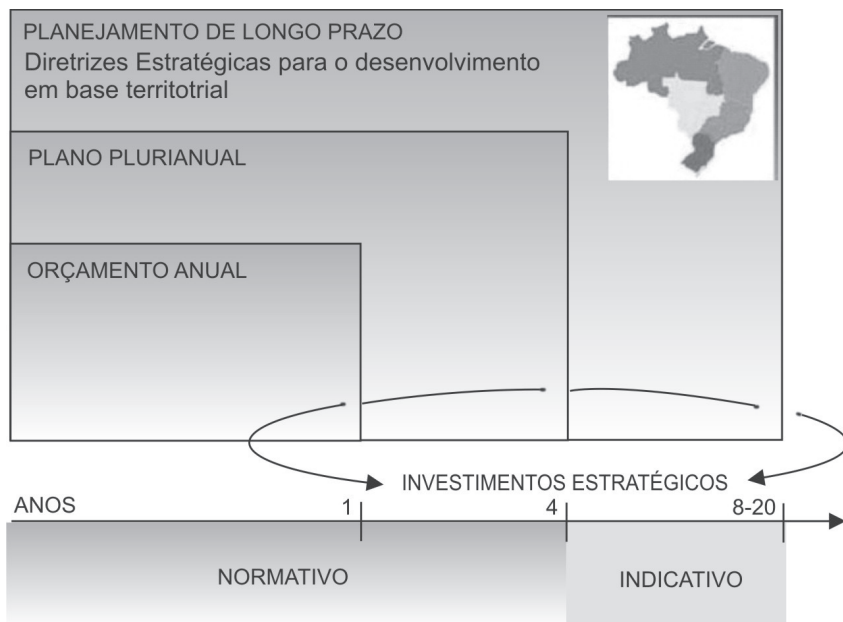 PLANEJAMENTO DE LONGO PRAZO
Diretrizes Estratégicas para o desenvolvimento
em base territotrial
PLANO PLURIANUAL
ORÇAMENTO ANUAL
INVESTIMENTOS ESTRATÉGICOS
ANOS 1 4 8-20
NORMATIVO INDICATIVO